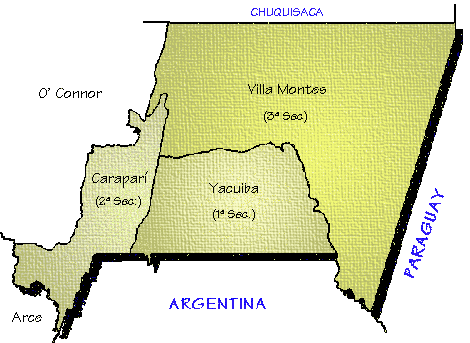 CHUQUISACA
O' Connor
Villa Montes
(3ª Sec.)
Caraparí
(2ª Sec.)
Yacuiba
(1ª Sec.)
PARAGUAY
ARGENTINA
Arce